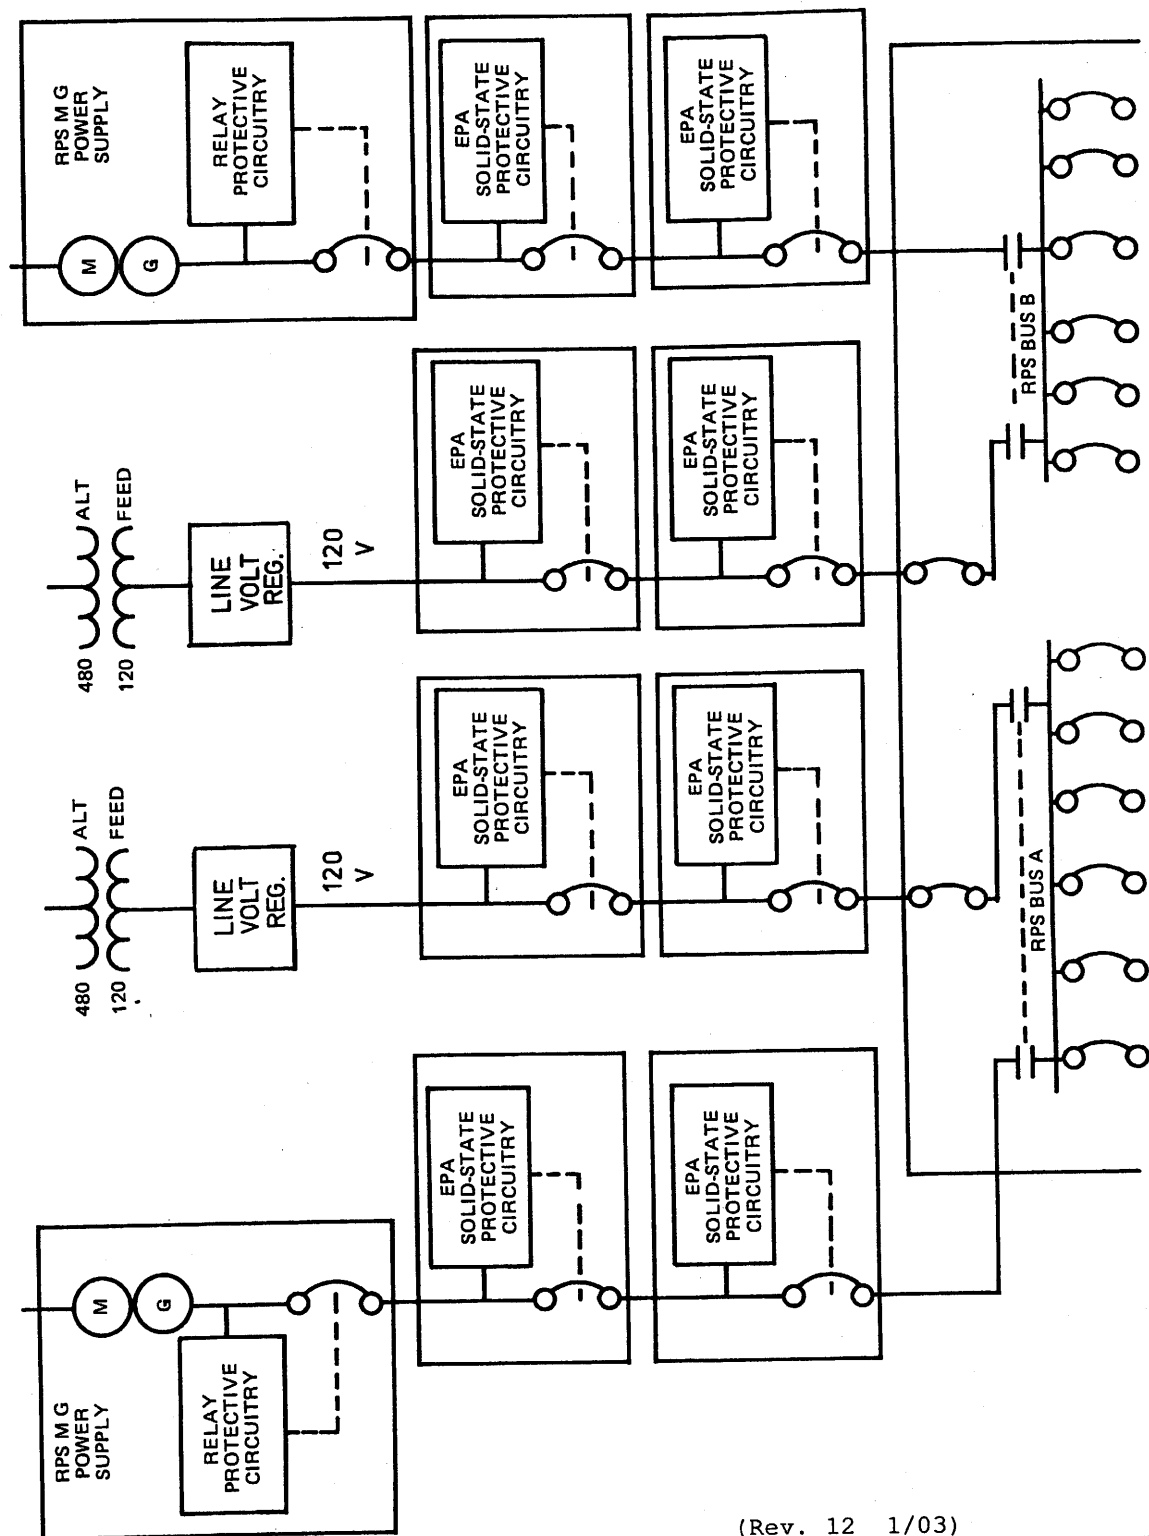 RPS M G
POWER
SUPPLY
M
G
RELAY
PROTECTIVE
CIRCUITRY
EPA
SOLID-STATE
PROTECTIVE
CIRCUITRY
EPA
SOLID-STATE
PROTECTIVE
CIRCUITRY
480
ALT
120
FEED
LINE
VOLT
REG.
120
V
EPA
SOLID-STATE
PROTECTIVE
CIRCUITRY
EPA
SOLID-STATE
PROTECTIVE
CIRCUITRY
RPS BUS A
480
ALT
120
FEED
LINE
VOLT
REG.
120
V
EPA
SOLID-STATE
PROTECTIVE
CIRCUITRY
EPA
SOLID-STATE
PROTECTIVE
CIRCUITRY
RPS M G
POWER
SUPPLY
M
G
RELAY
PROTECTIVE
CIRCUITRY
EPA
SOLID-STATE
PROTECTIVE
CIRCUITRY
EPA
SOLID-STATE
PROTECTIVE
CIRCUITRY
RPS BUS B
(Rev. 12 1/03)